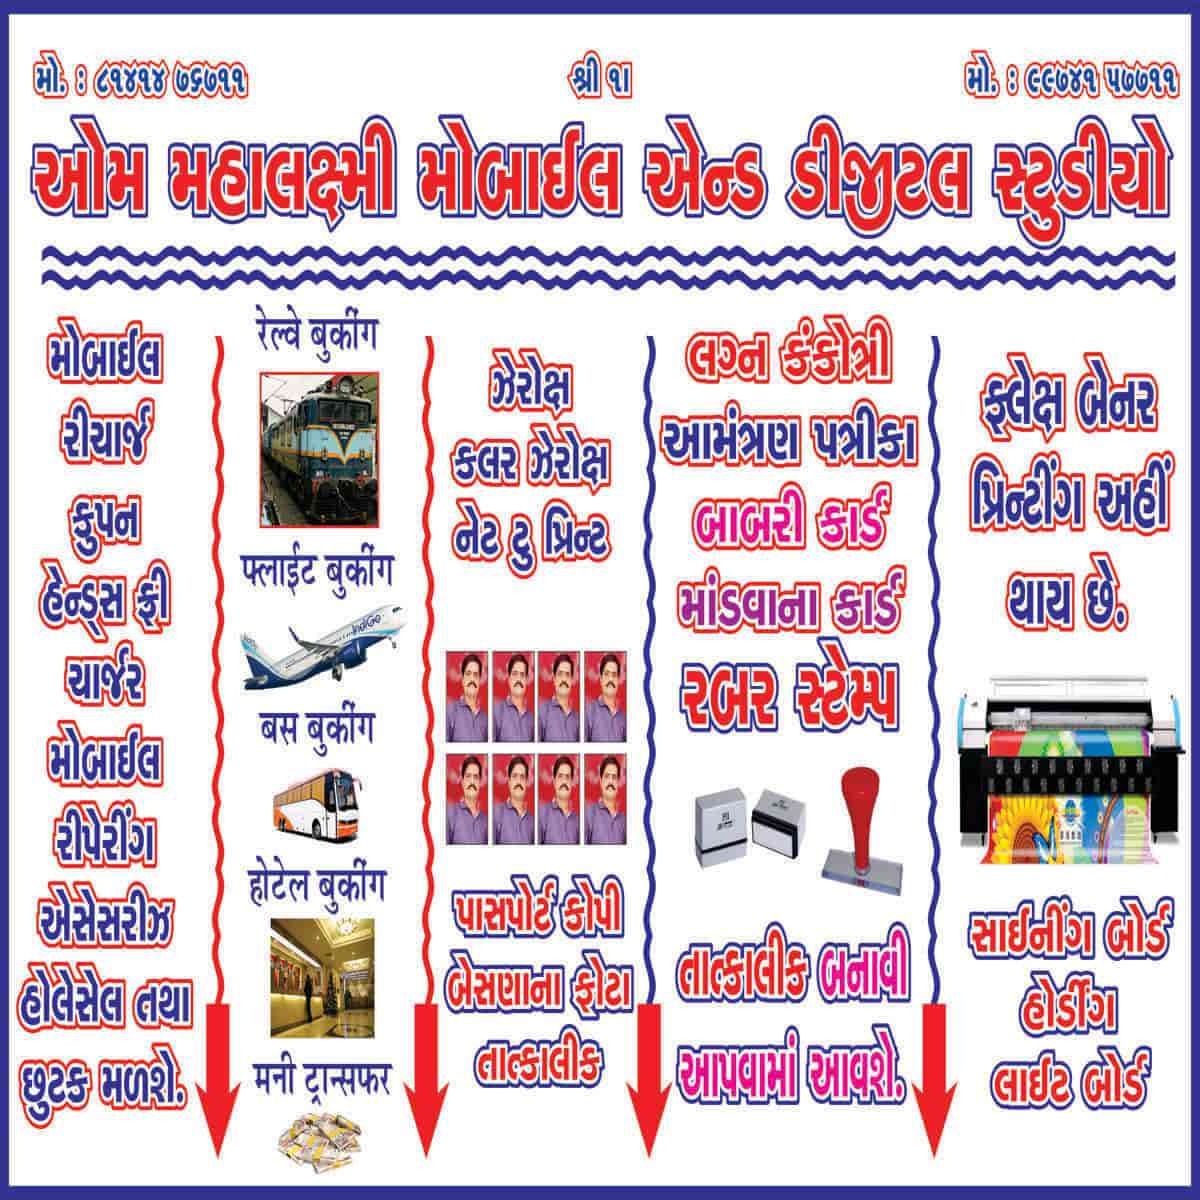 મો. : ૮૧૪૧૪ ૭૬૭૧૧
શ્રી ૧ા
મો. : ૯૯૭૪૧ ૫૭૭૧૧
ઓમ મહાલક્ષ્મી મોબાઈલ એન્ડ ડીજીટલ સ્ટુડીયો
મોબાઈલ
રીચાર્જ
કુપન
હેન્ડ્સ ફ્રી
ચાર્જર
મોબાઈલ
રીપેરીંગ
એસેસરીઝ
હોલેસેલ તથા
છુટક મળશે.
रेल्वे बुकींग
फ्लाईट बुकींग
IndiGo
बस बुकींग
होटेल बुकींग
मनी ट्रान्सफर
ઝેરોક્ષ
કલર ઝેરોક્ષ
નેટ ટુ પ્રિન્ટ
પાસપોર્ટ કોપી
બેસણાના ફોટા
તાત્કાલીક
લગ્ન કંકોત્રી
આમંત્રણ પત્રીકા
બાબરી કાર્ડ
માંડવાના કાર્ડ
રબર સ્ટેમ્પ
તાત્કાલીક બનાવી
આપવામાં આવશે.
ફ્લેક્ષ બેનર
પ્રિન્ટીંગ અહીં
થાય છે.
સાઈનીંગ બોર્ડ
હોર્ડીંગ
લાઈટ બોર્ડ